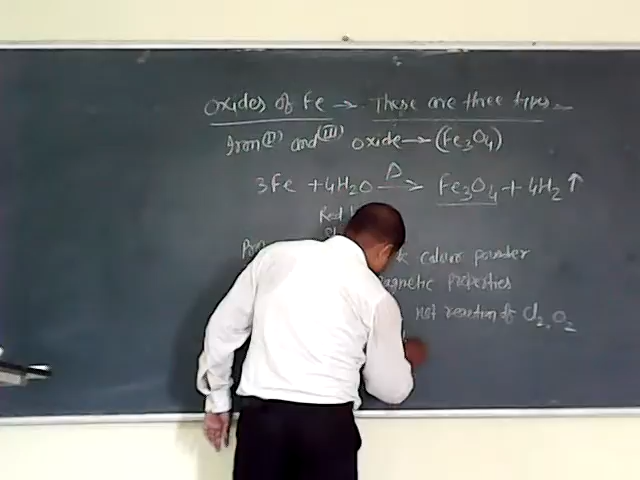 Oxides of Fe → These are three types
Iron (II) and (III) oxide → (Fe3O4)
3Fe + 4H2O —Δ→ Fe3O4 + 4H2 ↑
Red
colour powder
magnetic properties
not reaction of Cl2, O2